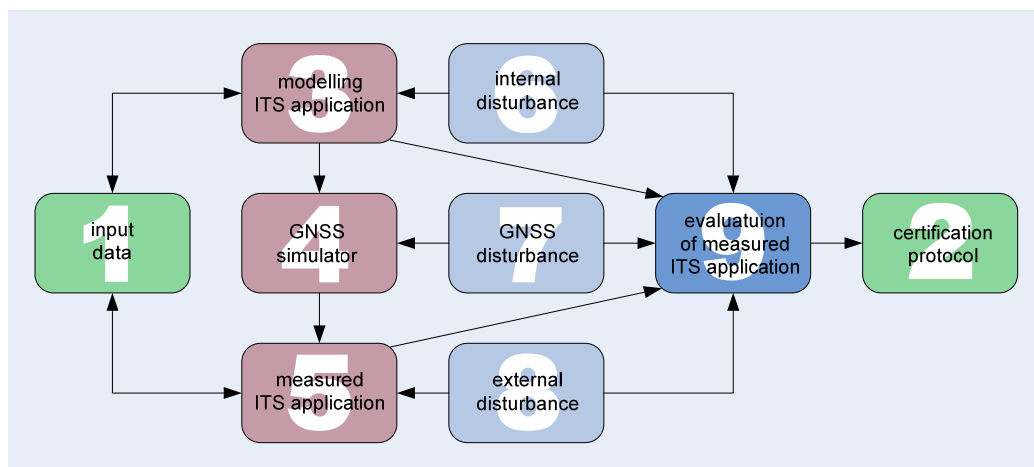 3
modelling
ITS application
6
internal
disturbance
1
input
data
4
GNSS
simulator
7
GNSS
disturbance
9
evaluatuion
of measured
ITS application
2
certification
protocol
5
measured
ITS application
8
external
disturbance